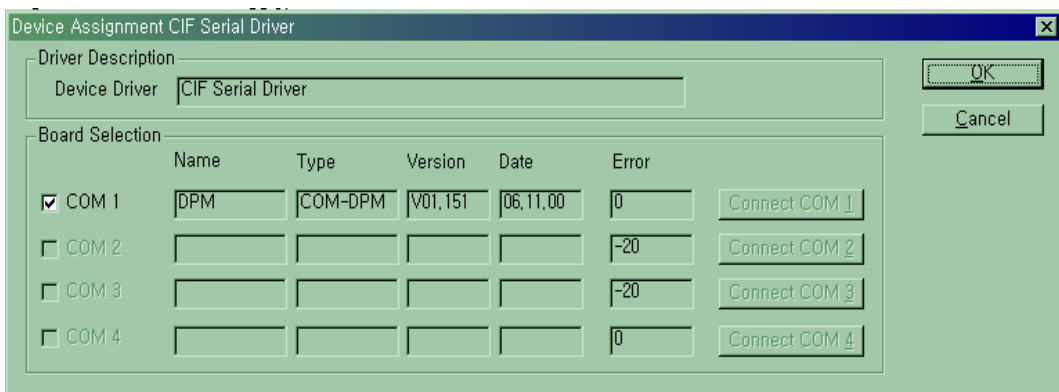 Device Assignment CIF Serial Driver
Driver Description
Device Driver CIF Serial Driver
OK
Cancel
Board Selection
Name Type Version Date Error
COM 1 DPM COM-DPM V01,151 06,11,00 0 Connect COM 1
COM 2 -20 Connect COM 2
COM 3 -20 Connect COM 3
COM 4 0 Connect COM 4